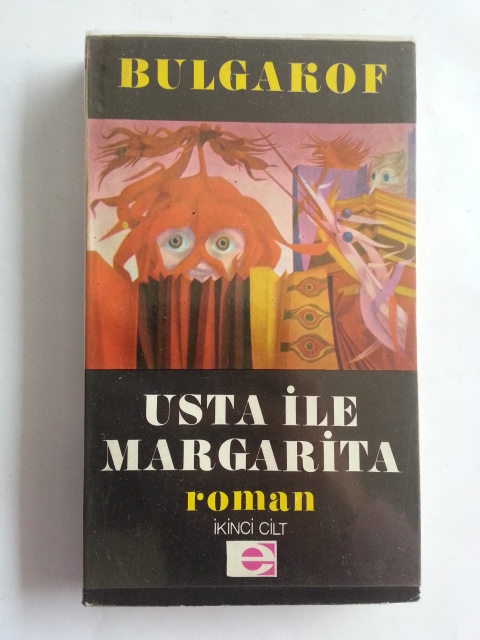 BULGAKOF
USTA İLE
MARGARİTA
roman
İKİNCİ CİLT
e